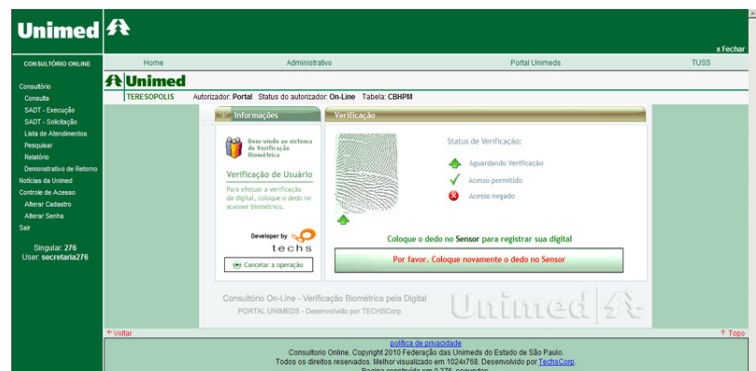 Unimed
x Fechar
CONSULTÓRIO ONLINE
Home
Administrativo
Portal Unimeds
TUSS
Consultório
Consulta
SADT - Execução
SADT - Solicitação
Lista de Atendimentos
Pesquisar
Relatório
Demonstrativo de Retorno
Notícias da Unimed
Controle de Acesso
Alterar Cadastro
Alterar Senha
Sair
Singular: 276
User: secretaria276
Unimed
TERESOPOLIS
Autorizador: Portal Status do autorizador: On-Line Tabela: CBHPM
Informações
Bem-vindo ao sistema
de Verificação
Biométrica
Verificação de Usuário
Para efetuar a verificação
da digital, coloque o dedo no
scanner biométrico.
Developer by
techs
Cancelar a operação
Verificação
Status de Verificação:
Aguardando Verificação
Acesso permitido
Acesso negado
Coloque o dedo no Sensor para registrar sua digital
Por favor. Coloque novamente o dedo no Sensor
Consultório On-Line - Verificação Biométrica pela Digital
PORTAL UNIMEDS - Desenvolvido por TECHSCorp
Unimed
Voltar
Topo
política de privacidade
Consultorio Online. Copyright 2010 Federação das Unimeds do Estado de São Paulo.
Todos os direitos reservados. Melhor visualizado em 1024x768. Desenvolvido por TechsCorp.
Pagina construída em 0.376 segundos